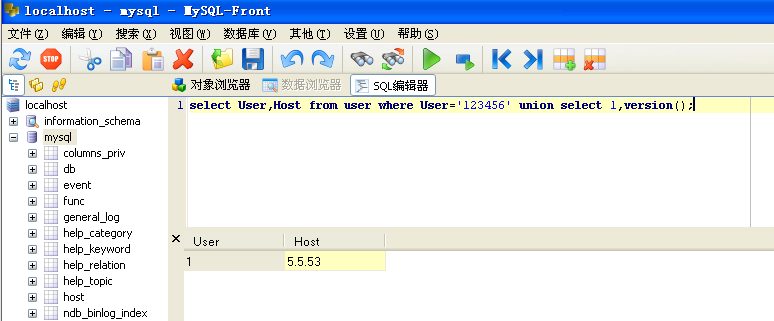 localhost - mysql - MySQL-Front
文件(Z) 编辑(Y) 搜索(X) 视图(W) 数据库(V) 其他(T) 设置(U) 帮助(S)
对象浏览器 数据浏览器 SQL编辑器
localhost
information_schema
mysql
columns_priv
db
event
func
general_log
help_category
help_keyword
help_relation
help_topic
host
ndb_binlog_index
1 select User,Host from user where User='123456' union select 1,version();
User Host
1 5.5.53